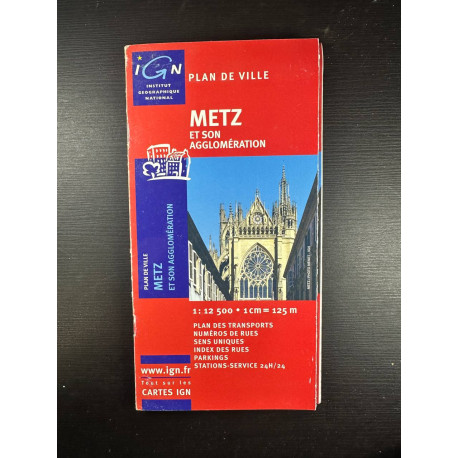 IGN
INSTITUT
GEOGRAPHIQUE
NATIONAL
PLAN DE VILLE
METZ
ET SON
AGGLOMÉRATION
PLAN DE VILLE
METZ
ET SON AGGLOMÉRATION
1 : 12 500 • 1 cm = 125 m
PLAN DES TRANSPORTS
NUMÉROS DE RUES
SENS UNIQUES
INDEX DES RUES
PARKINGS
STATIONS-SERVICE 24H/24
www.ign.fr
Tout sur les
CARTES IGN